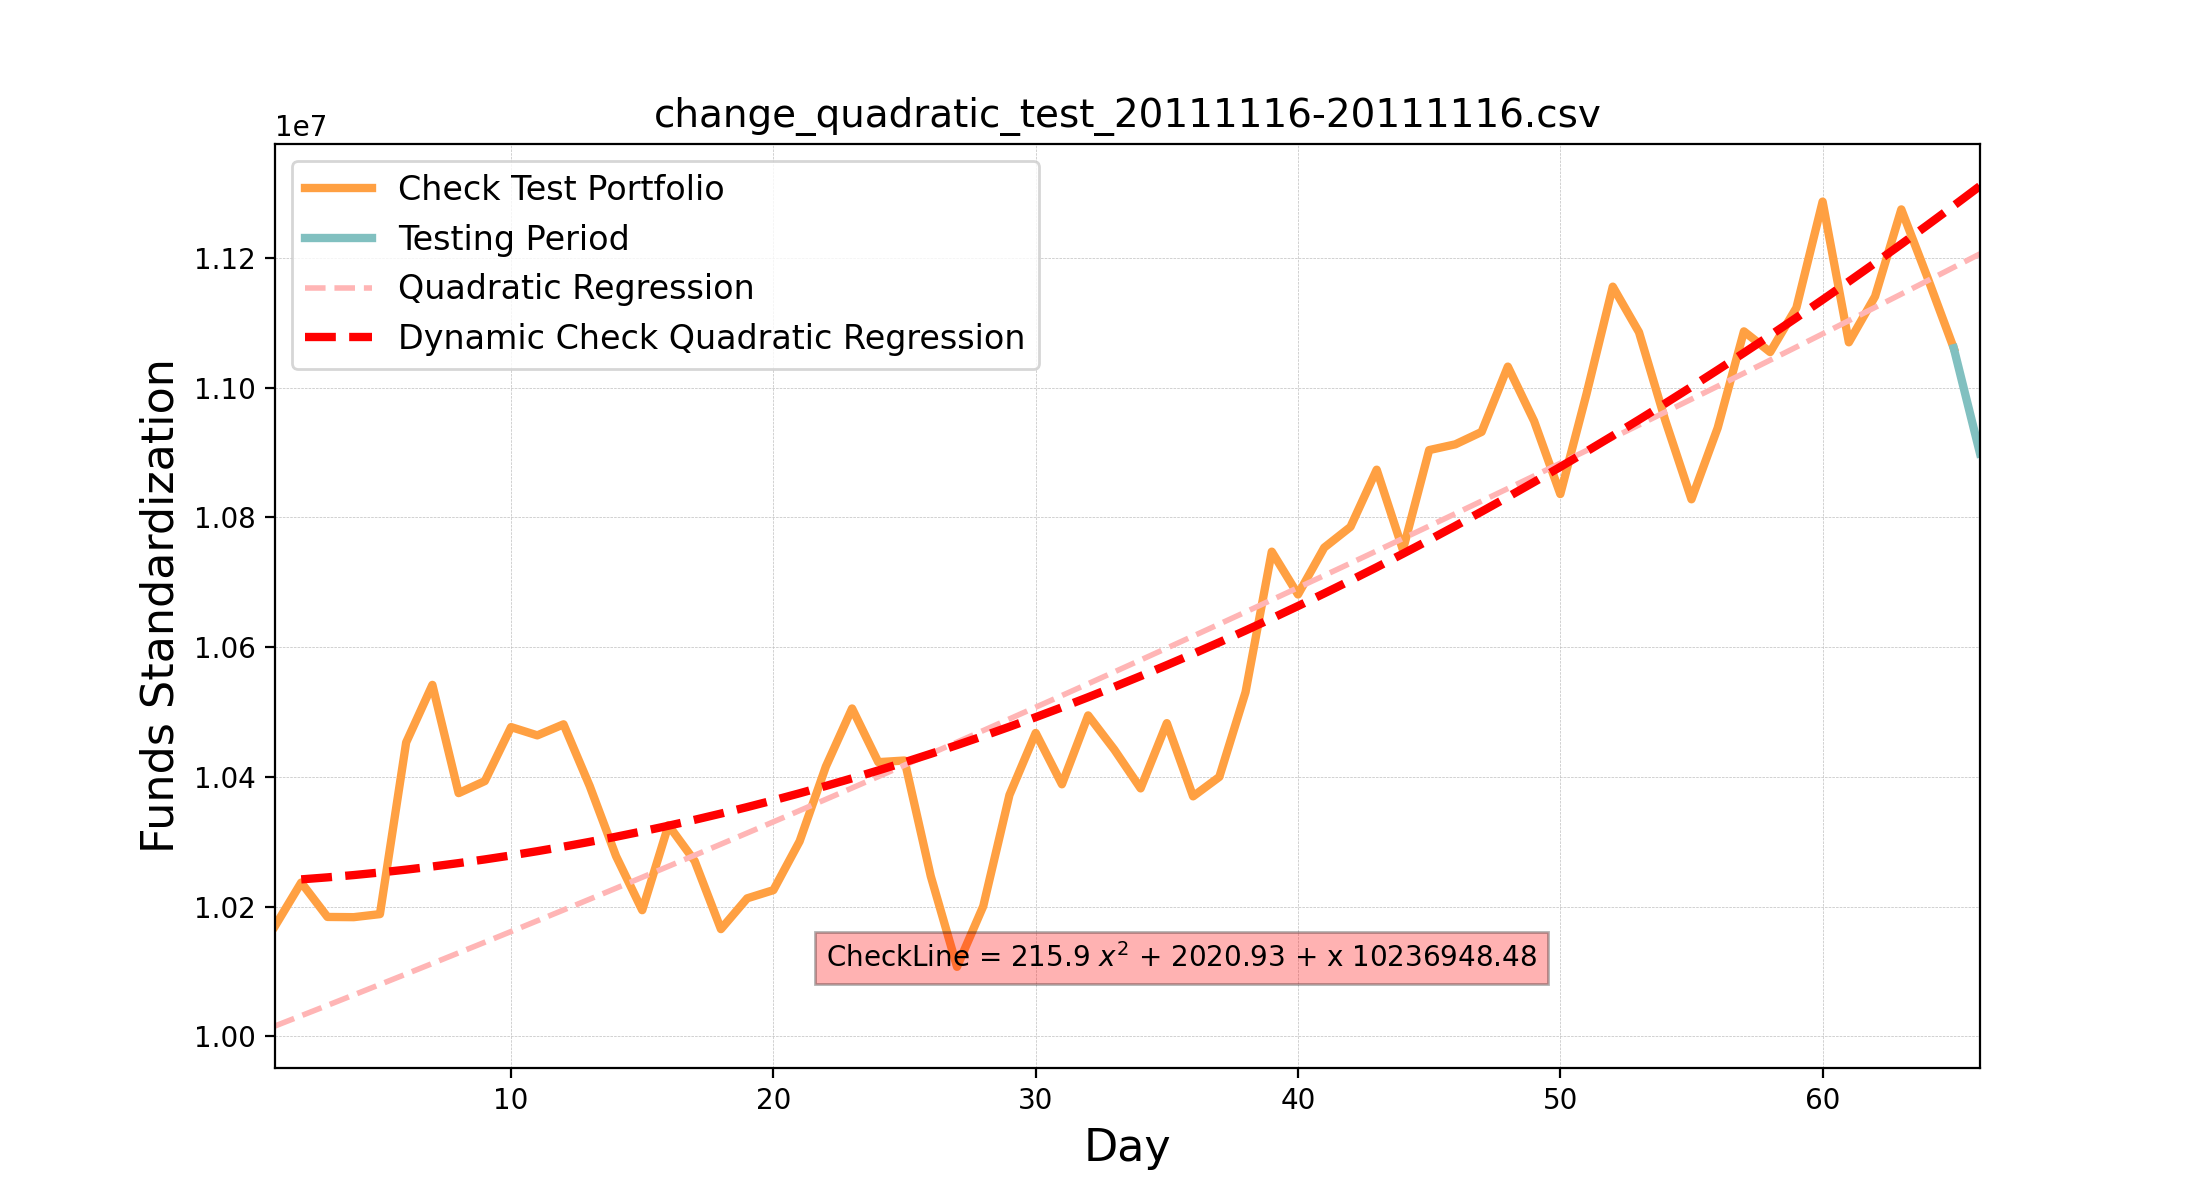 change_quadratic_test_20111116-20111116.csv
1e7
Check Test Portfolio
Testing Period
Quadratic Regression
Dynamic Check Quadratic Regression
1.12
1.10
1.08
1.06
1.04
1.02
1.00
Funds Standardization
CheckLine = 215.9 x² + 2020.93 + x 10236948.48
10 20 30 40 50 60
Day